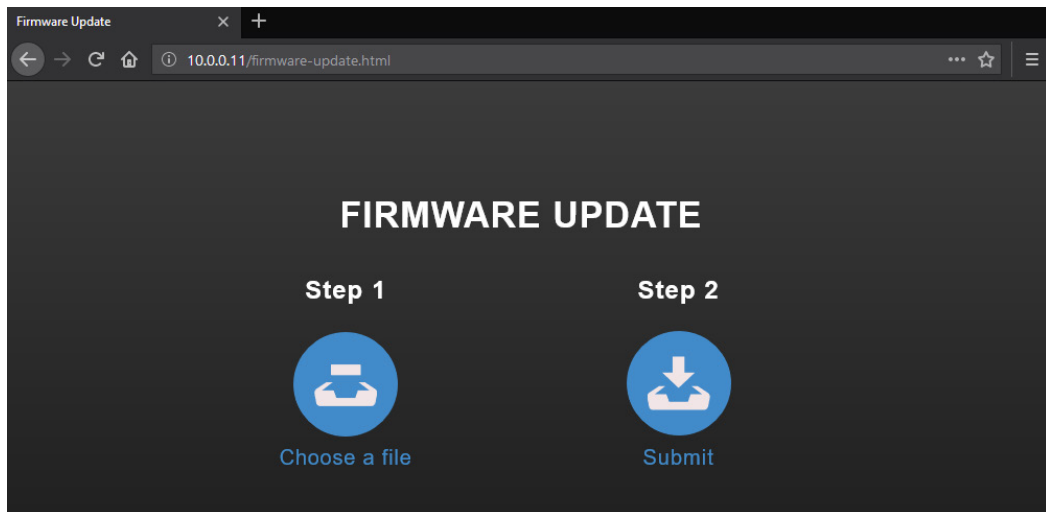 Firmware Update
10.0.0.11/firmware-update.html
FIRMWARE UPDATE
Step 1
Step 2
Choose a file
Submit